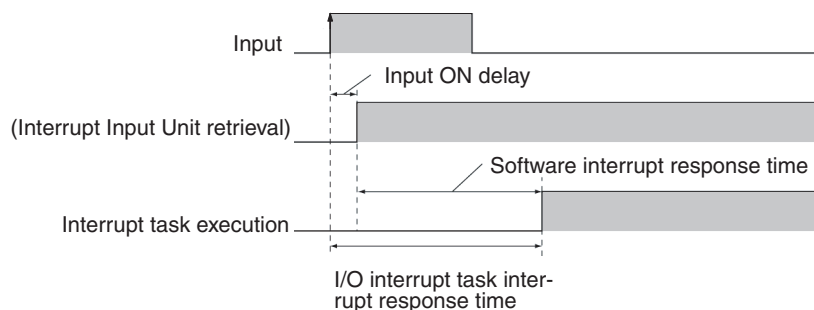 Input
Input ON delay
(Interrupt Input Unit retrieval)
Software interrupt response time
Interrupt task execution
I/O interrupt task inter-
rupt response time